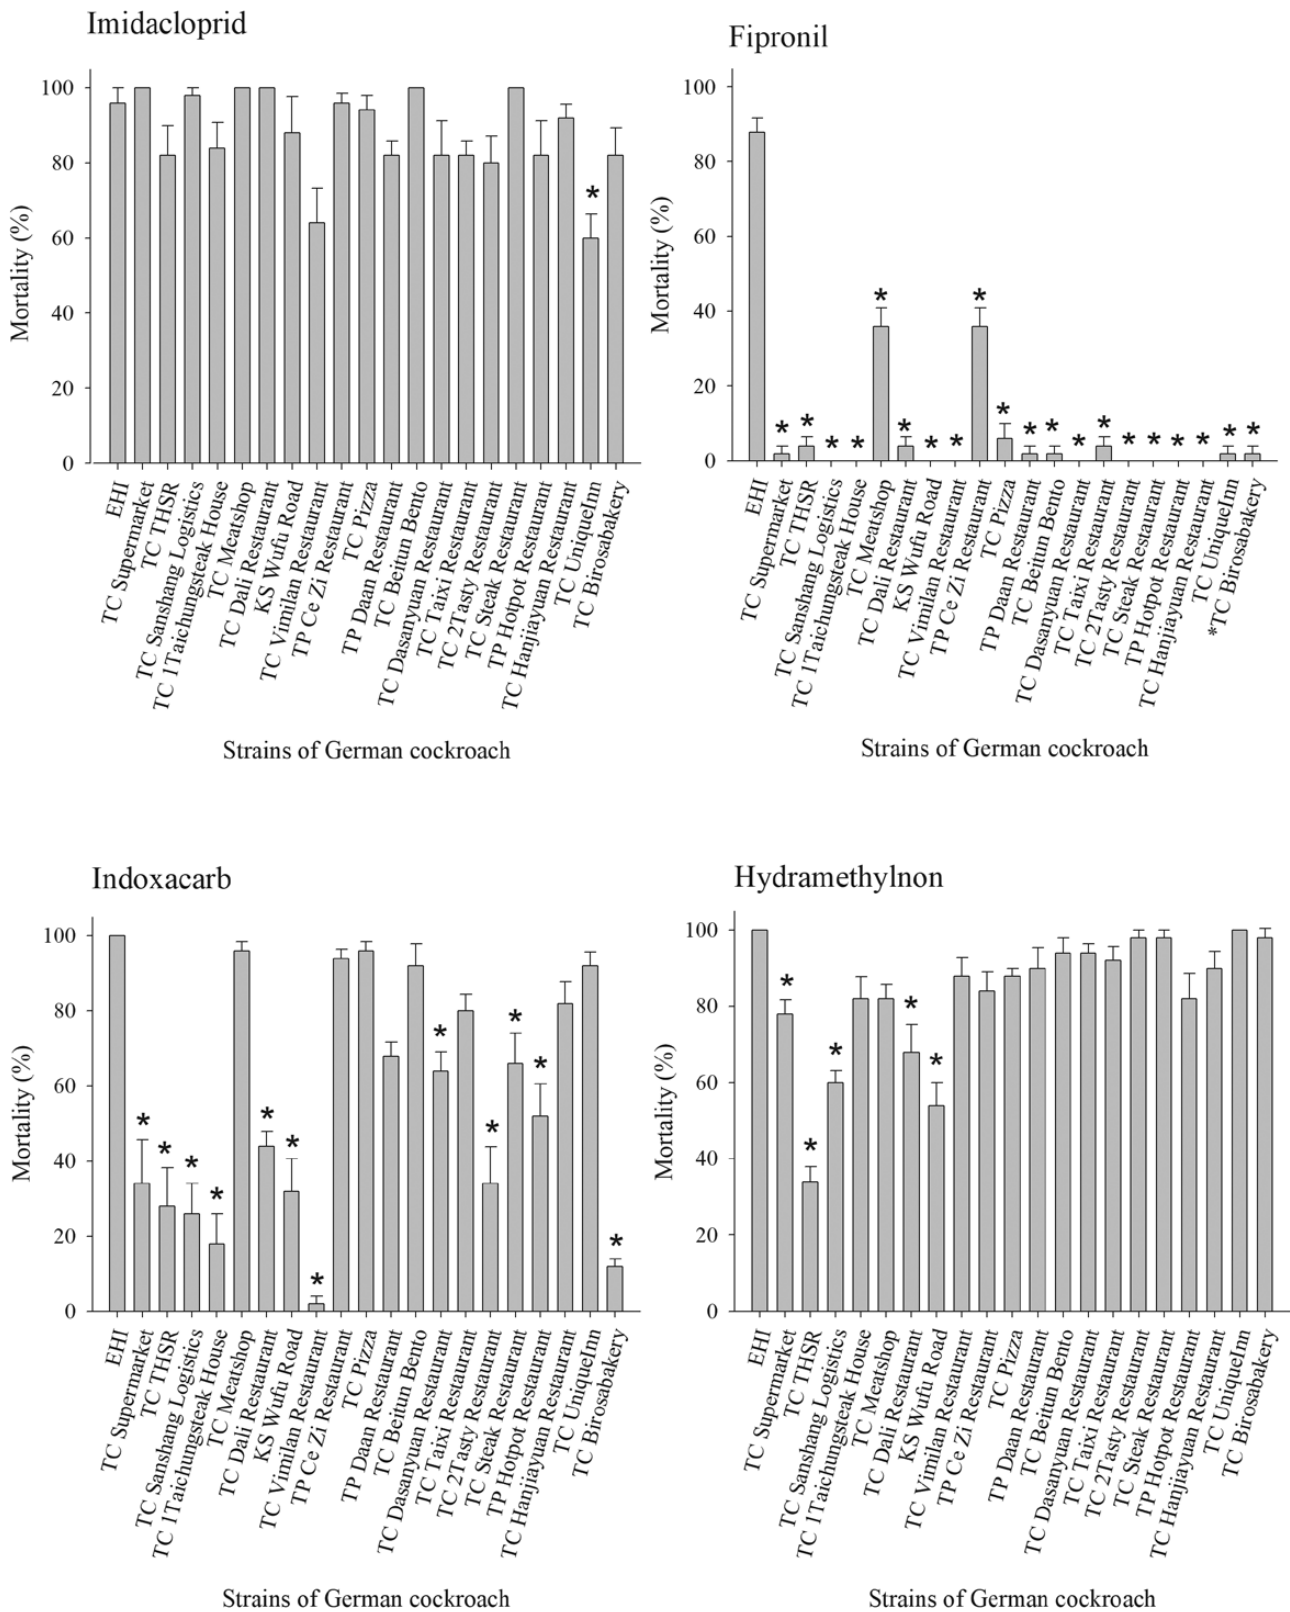 Imidacloprid
Mortality (%)
100
80
60
40
20
0
*
EHI
TC Supermarket
TC THSR
TC Sanshang Logistics
TC 1Taichungsteak House
TC Meatshop
TC Dali Restaurant
KS Wufu Road
TC Vimilan Restaurant
TP Ce Zi Restaurant
TC Pizza
TP Daan Restaurant
TC Beitun Bento
TC Dasanyuan Restaurant
TC Taixi Restaurant
TC 2Tasty Restaurant
TC Steak Restaurant
TP Hotpot Restaurant
TC Hanjiayuan Restaurant
TC UniqueInn
TC Birosabakery
Strains of German cockroach
Fipronil
Mortality (%)
100
80
60
40
20
0
* * * * * * * * * * * * * * * * * * * *
EHI
TC Supermarket
TC THSR
TC Sanshang Logistics
TC 1Taichungsteak House
TC Meatshop
TC Dali Restaurant
KS Wufu Road
TC Vimilan Restaurant
TP Ce Zi Restaurant
TC Pizza
TP Daan Restaurant
TC Beitun Bento
TC Dasanyuan Restaurant
TC Taixi Restaurant
TC 2Tasty Restaurant
TC Steak Restaurant
TP Hotpot Restaurant
TC Hanjiayuan Restaurant
TC UniqueInn
*TC Birosabakery
Strains of German cockroach
Indoxacarb
Mortality (%)
100
80
60
40
20
0
* * * * * * * * * * * *
EHI
TC Supermarket
TC THSR
TC Sanshang Logistics
TC 1Taichungsteak House
TC Meatshop
TC Dali Restaurant
KS Wufu Road
TC Vimilan Restaurant
TP Ce Zi Restaurant
TC Pizza
TP Daan Restaurant
TC Beitun Bento
TC Dasanyuan Restaurant
TC Taixi Restaurant
TC 2Tasty Restaurant
TC Steak Restaurant
TP Hotpot Restaurant
TC Hanjiayuan Restaurant
TC UniqueInn
TC Birosabakery
Strains of German cockroach
Hydramethylnon
Mortality (%)
100
80
60
40
20
0
* * * * *
EHI
TC Supermarket
TC THSR
TC Sanshang Logistics
TC 1Taichungsteak House
TC Meatshop
TC Dali Restaurant
KS Wufu Road
TC Vimilan Restaurant
TP Ce Zi Restaurant
TC Pizza
TP Daan Restaurant
TC Beitun Bento
TC Dasanyuan Restaurant
TC Taixi Restaurant
TC 2Tasty Restaurant
TC Steak Restaurant
TP Hotpot Restaurant
TC Hanjiayuan Restaurant
TC UniqueInn
TC Birosabakery
Strains of German cockroach